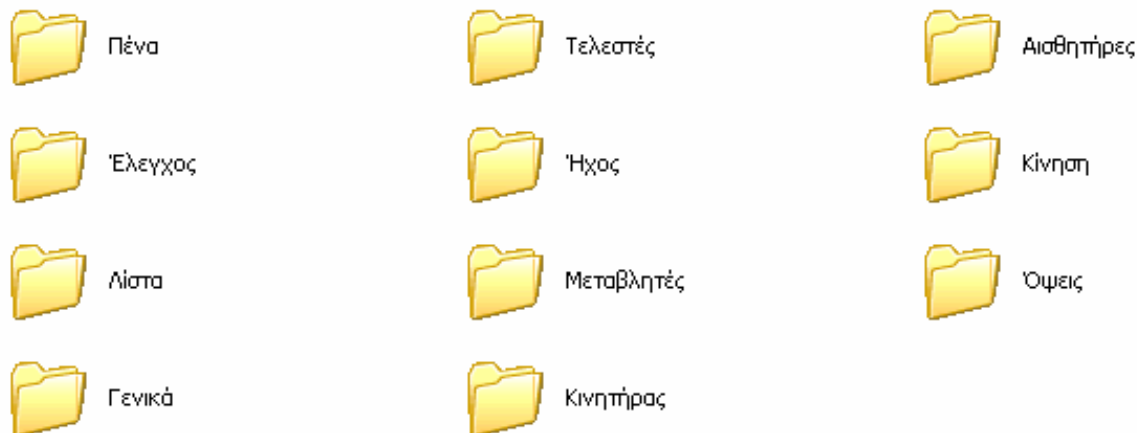 Πένα
Τελεστές
Αισθητήρες
Έλεγχος
Ήχος
Κίνηση
Λίστα
Μεταβλητές
Όψεις
Γενικά
Κινητήρας